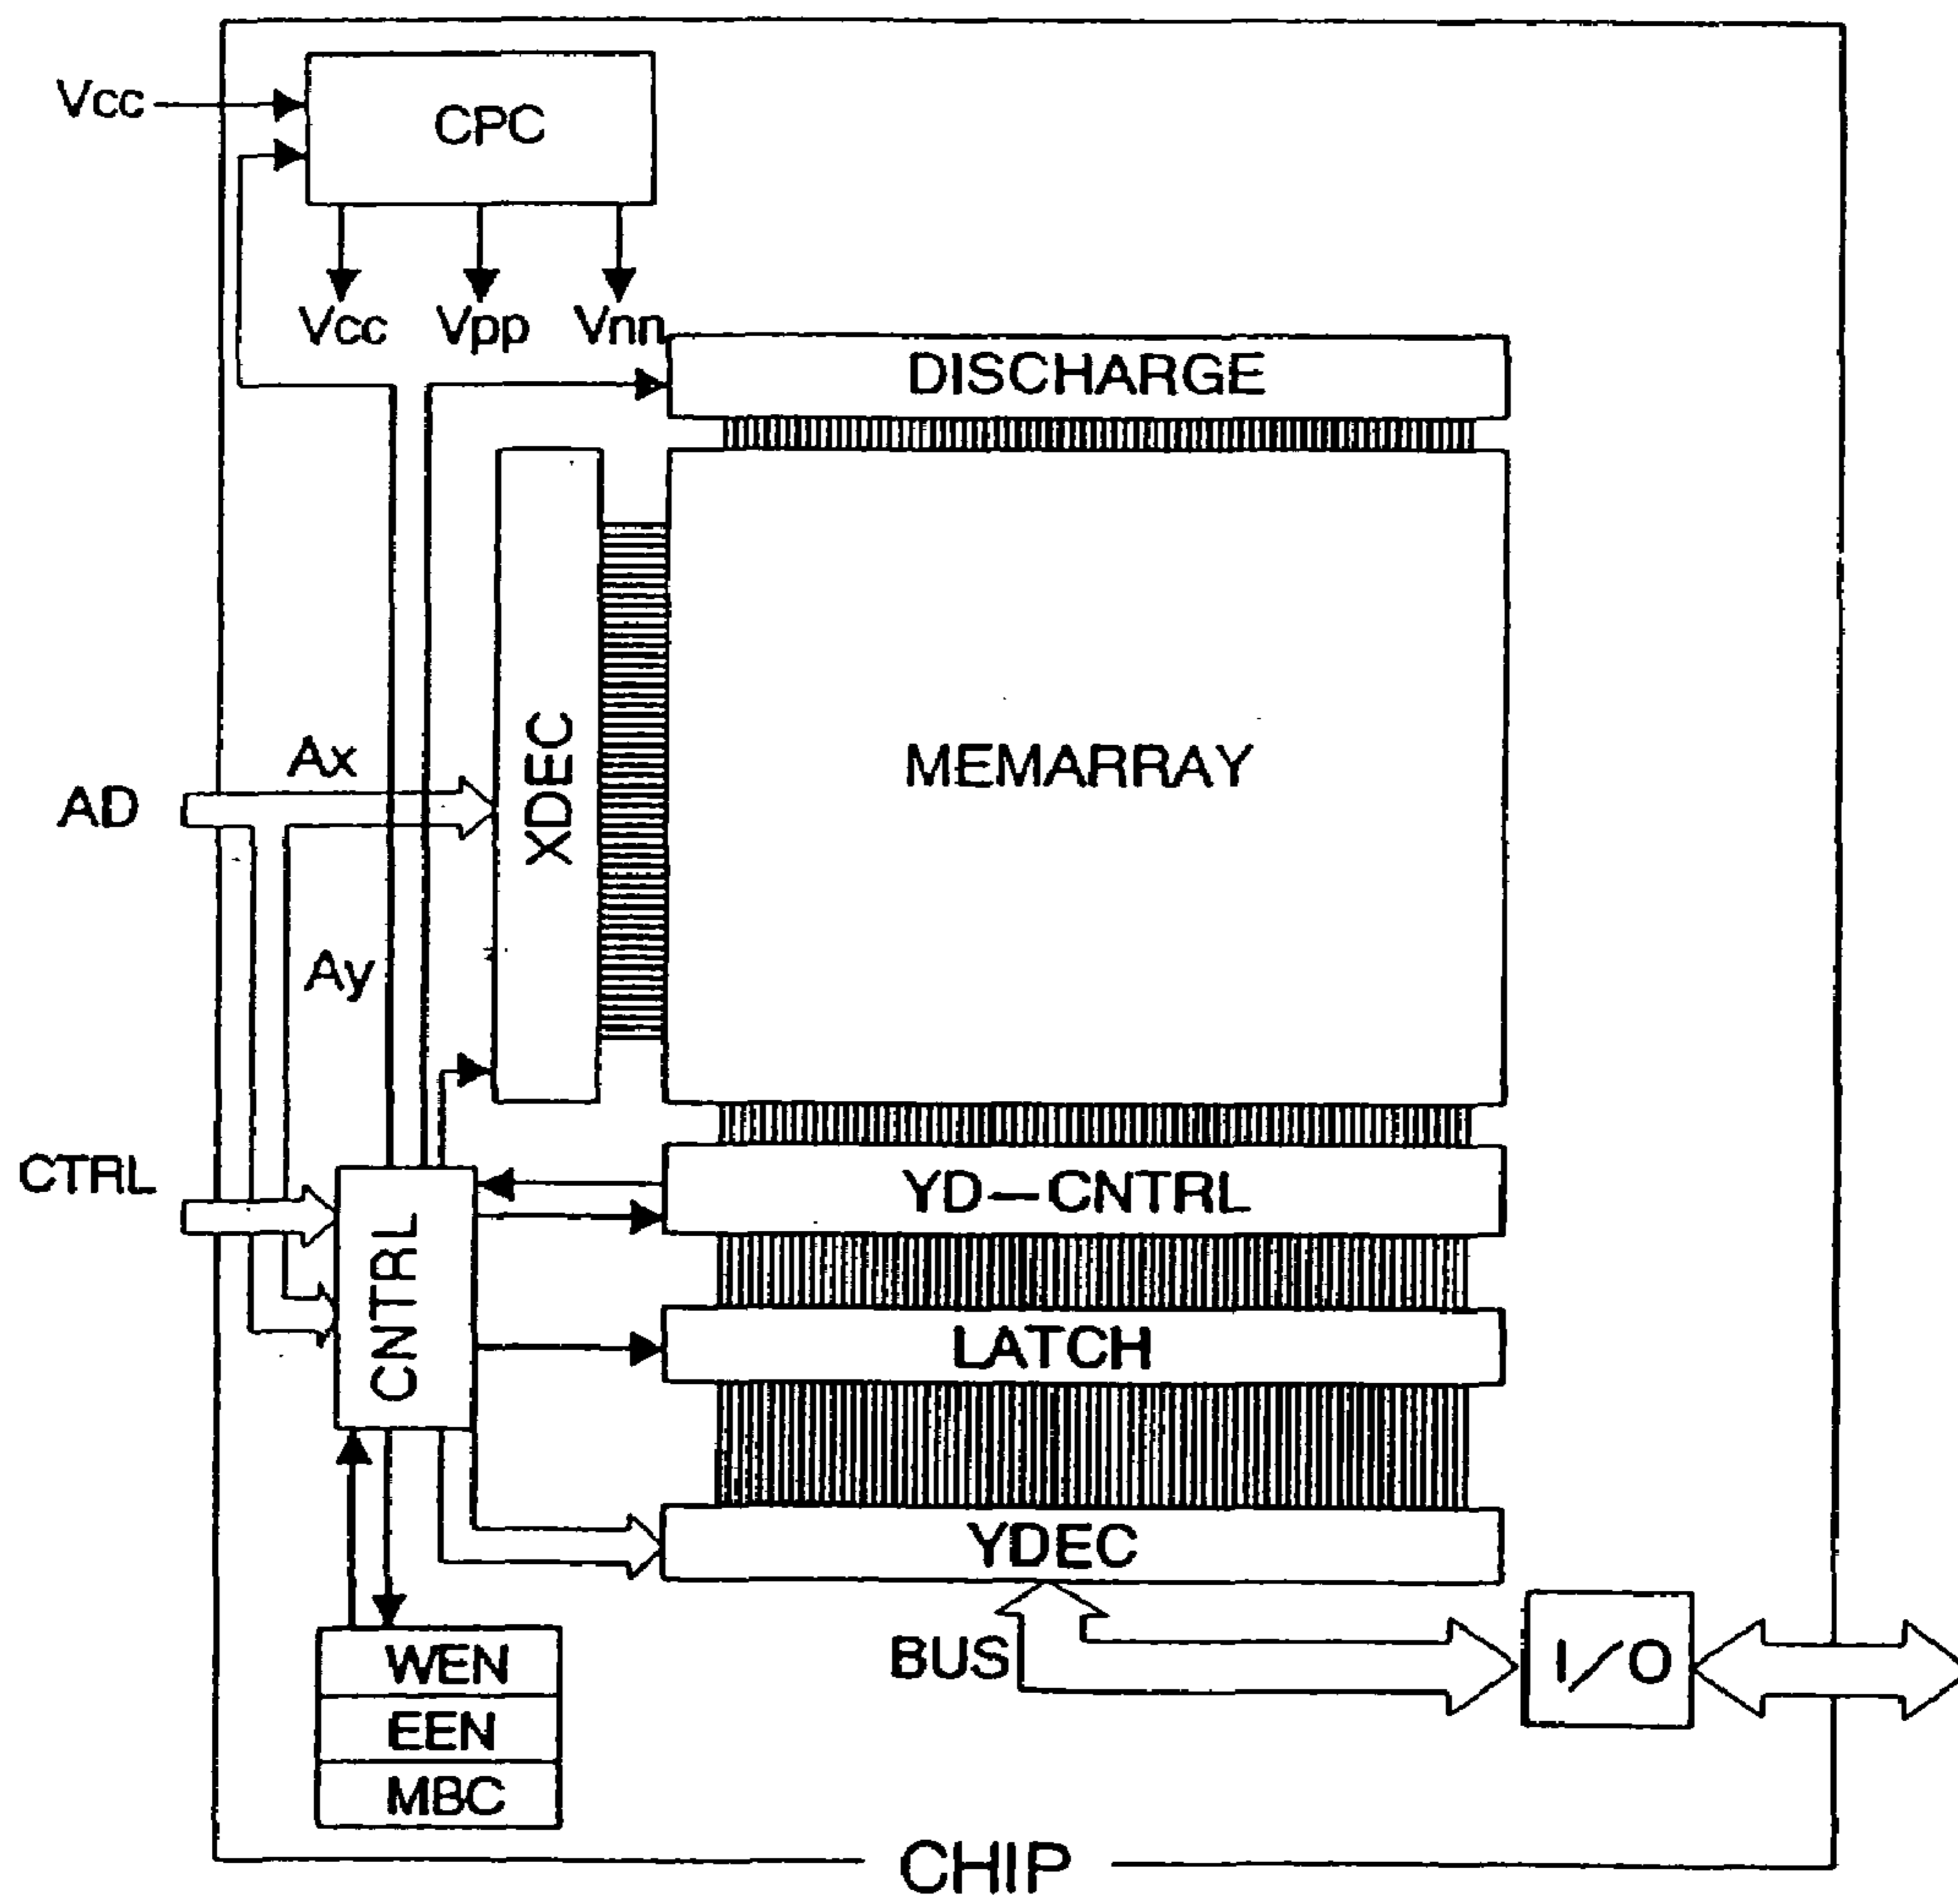 Vcc
CPC
Vcc Vpp Vnn
DISCHARGE
Ax
AD
XDEC
MEMARRAY
Ay
CTRL
CNTRL
YD—CNTRL
LATCH
YDEC
WEN
EEN
MBC
BUS
I/O
CHIP